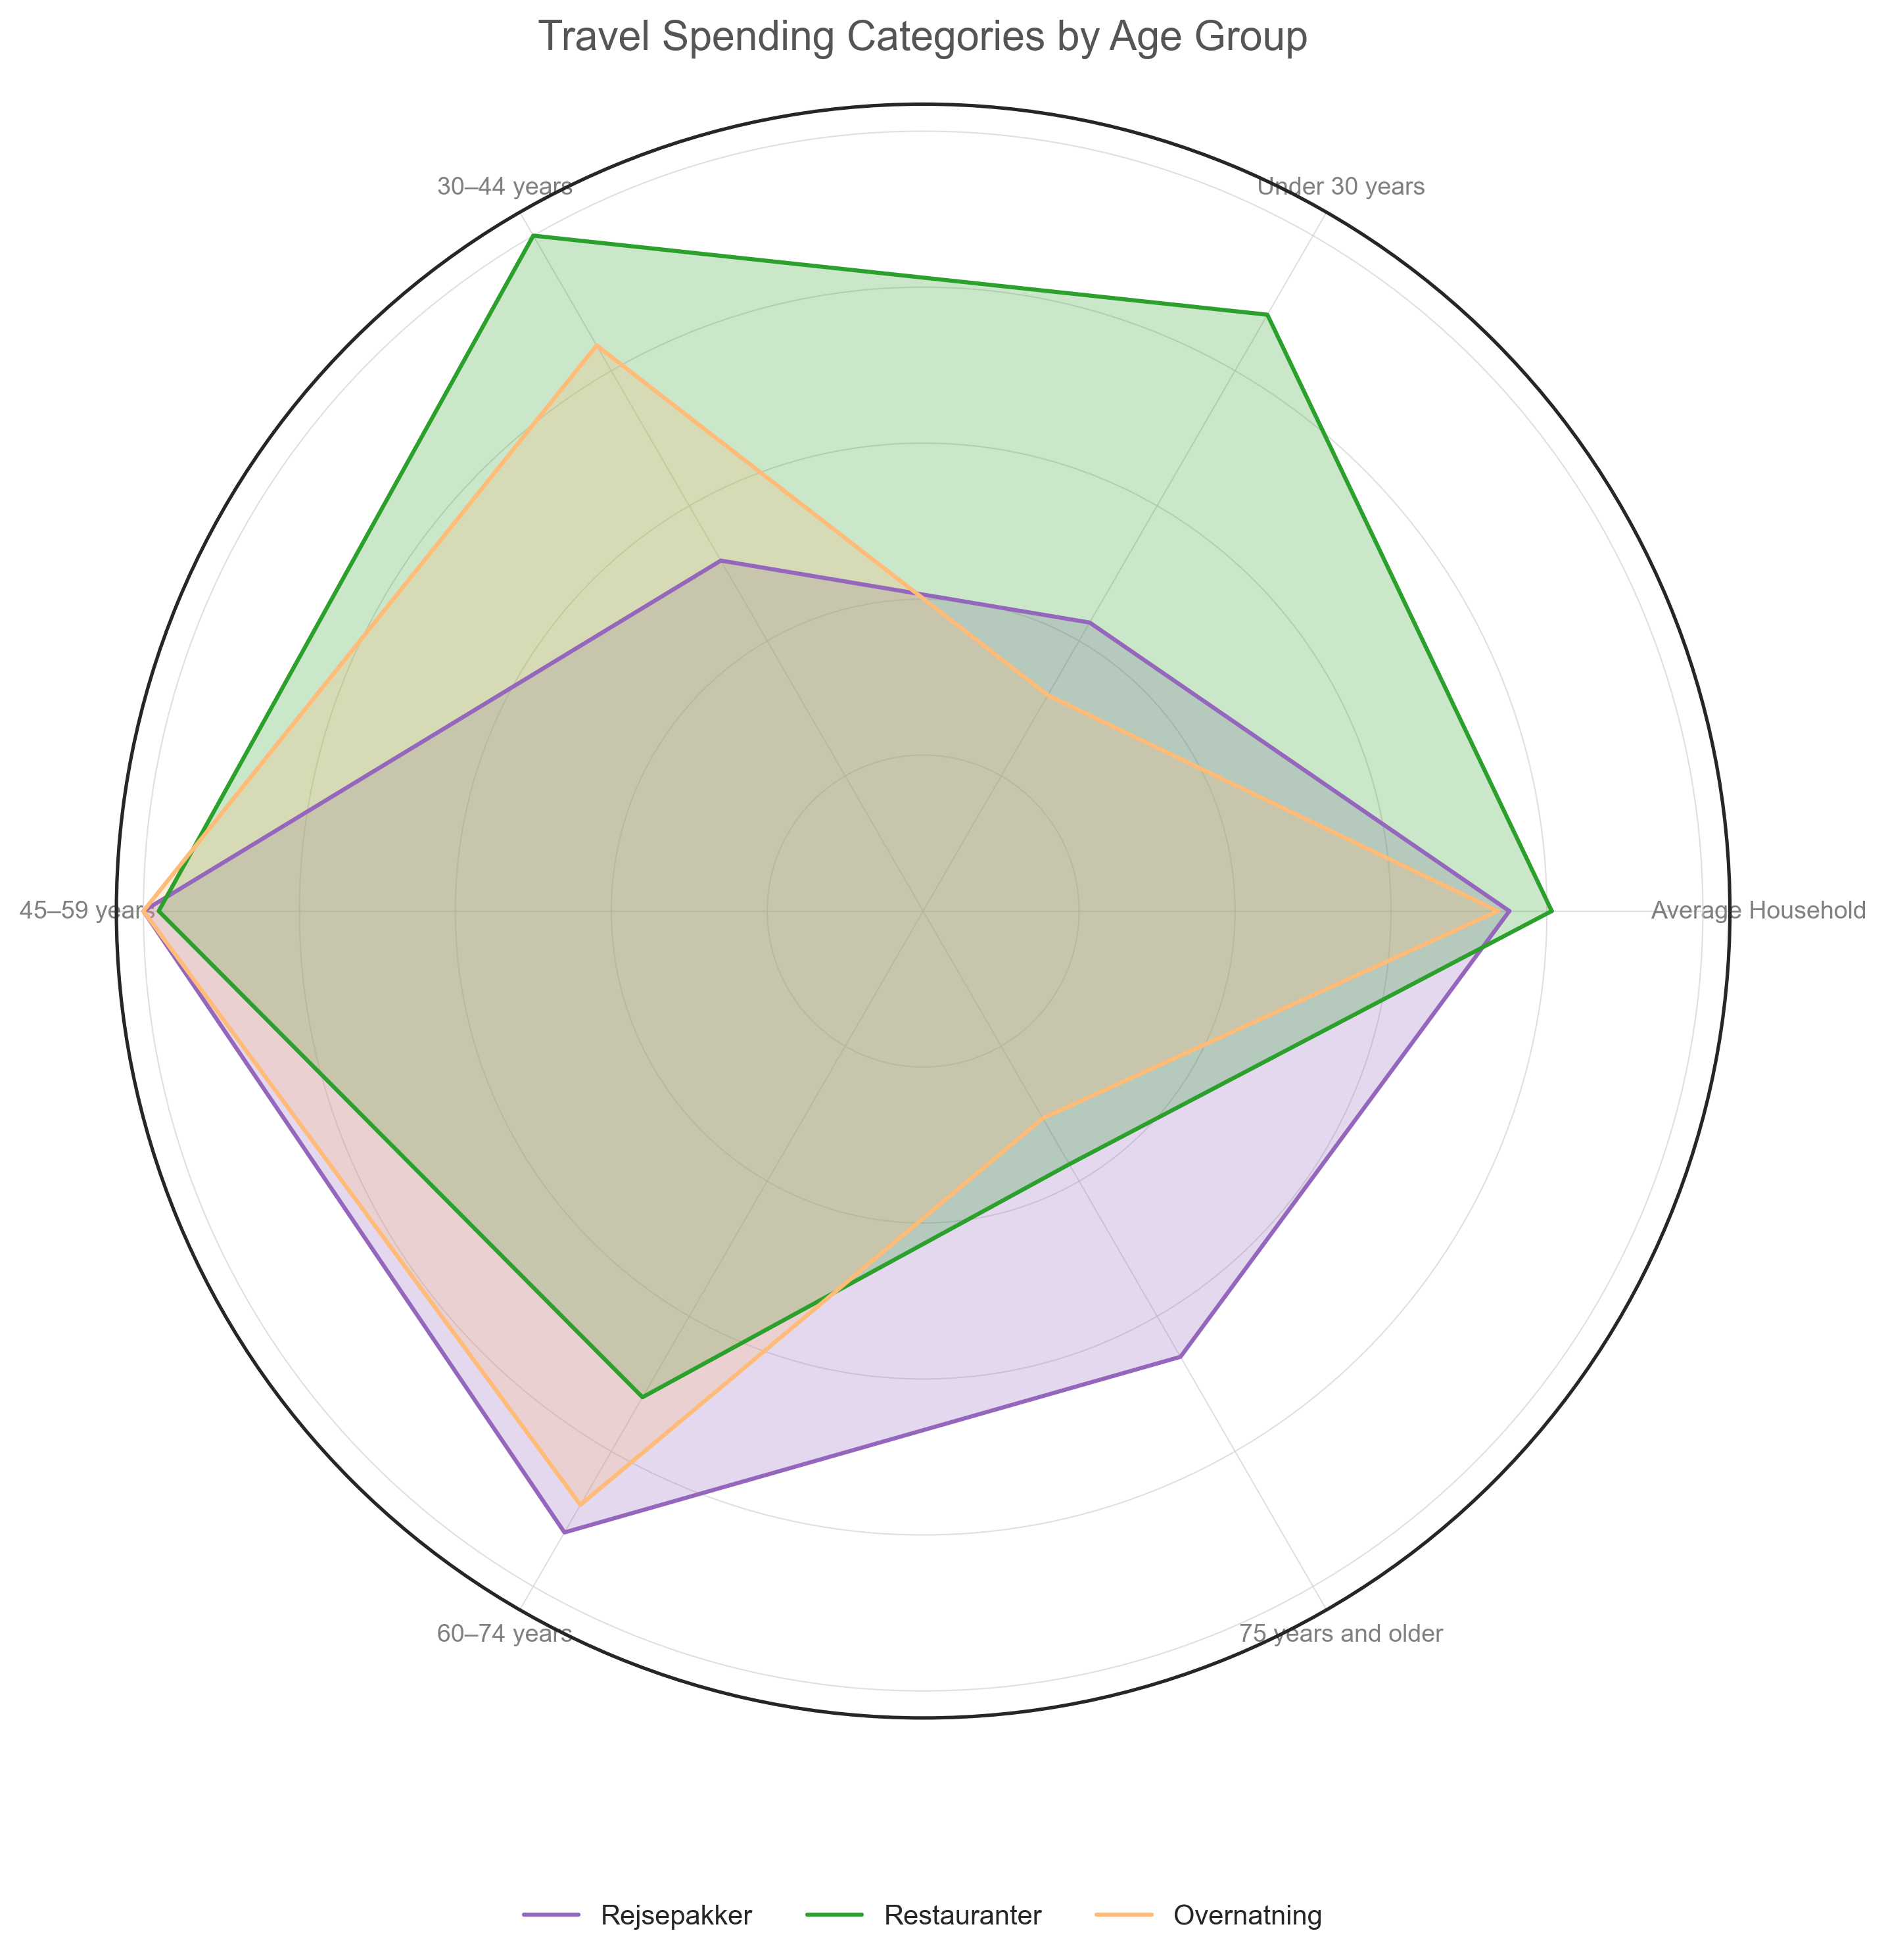 Travel Spending Categories by Age Group
30–44 years
Under 30 years
45–59 years
Average Household
60–74 years
75 years and older
Rejsepakker
Restauranter
Overnatning